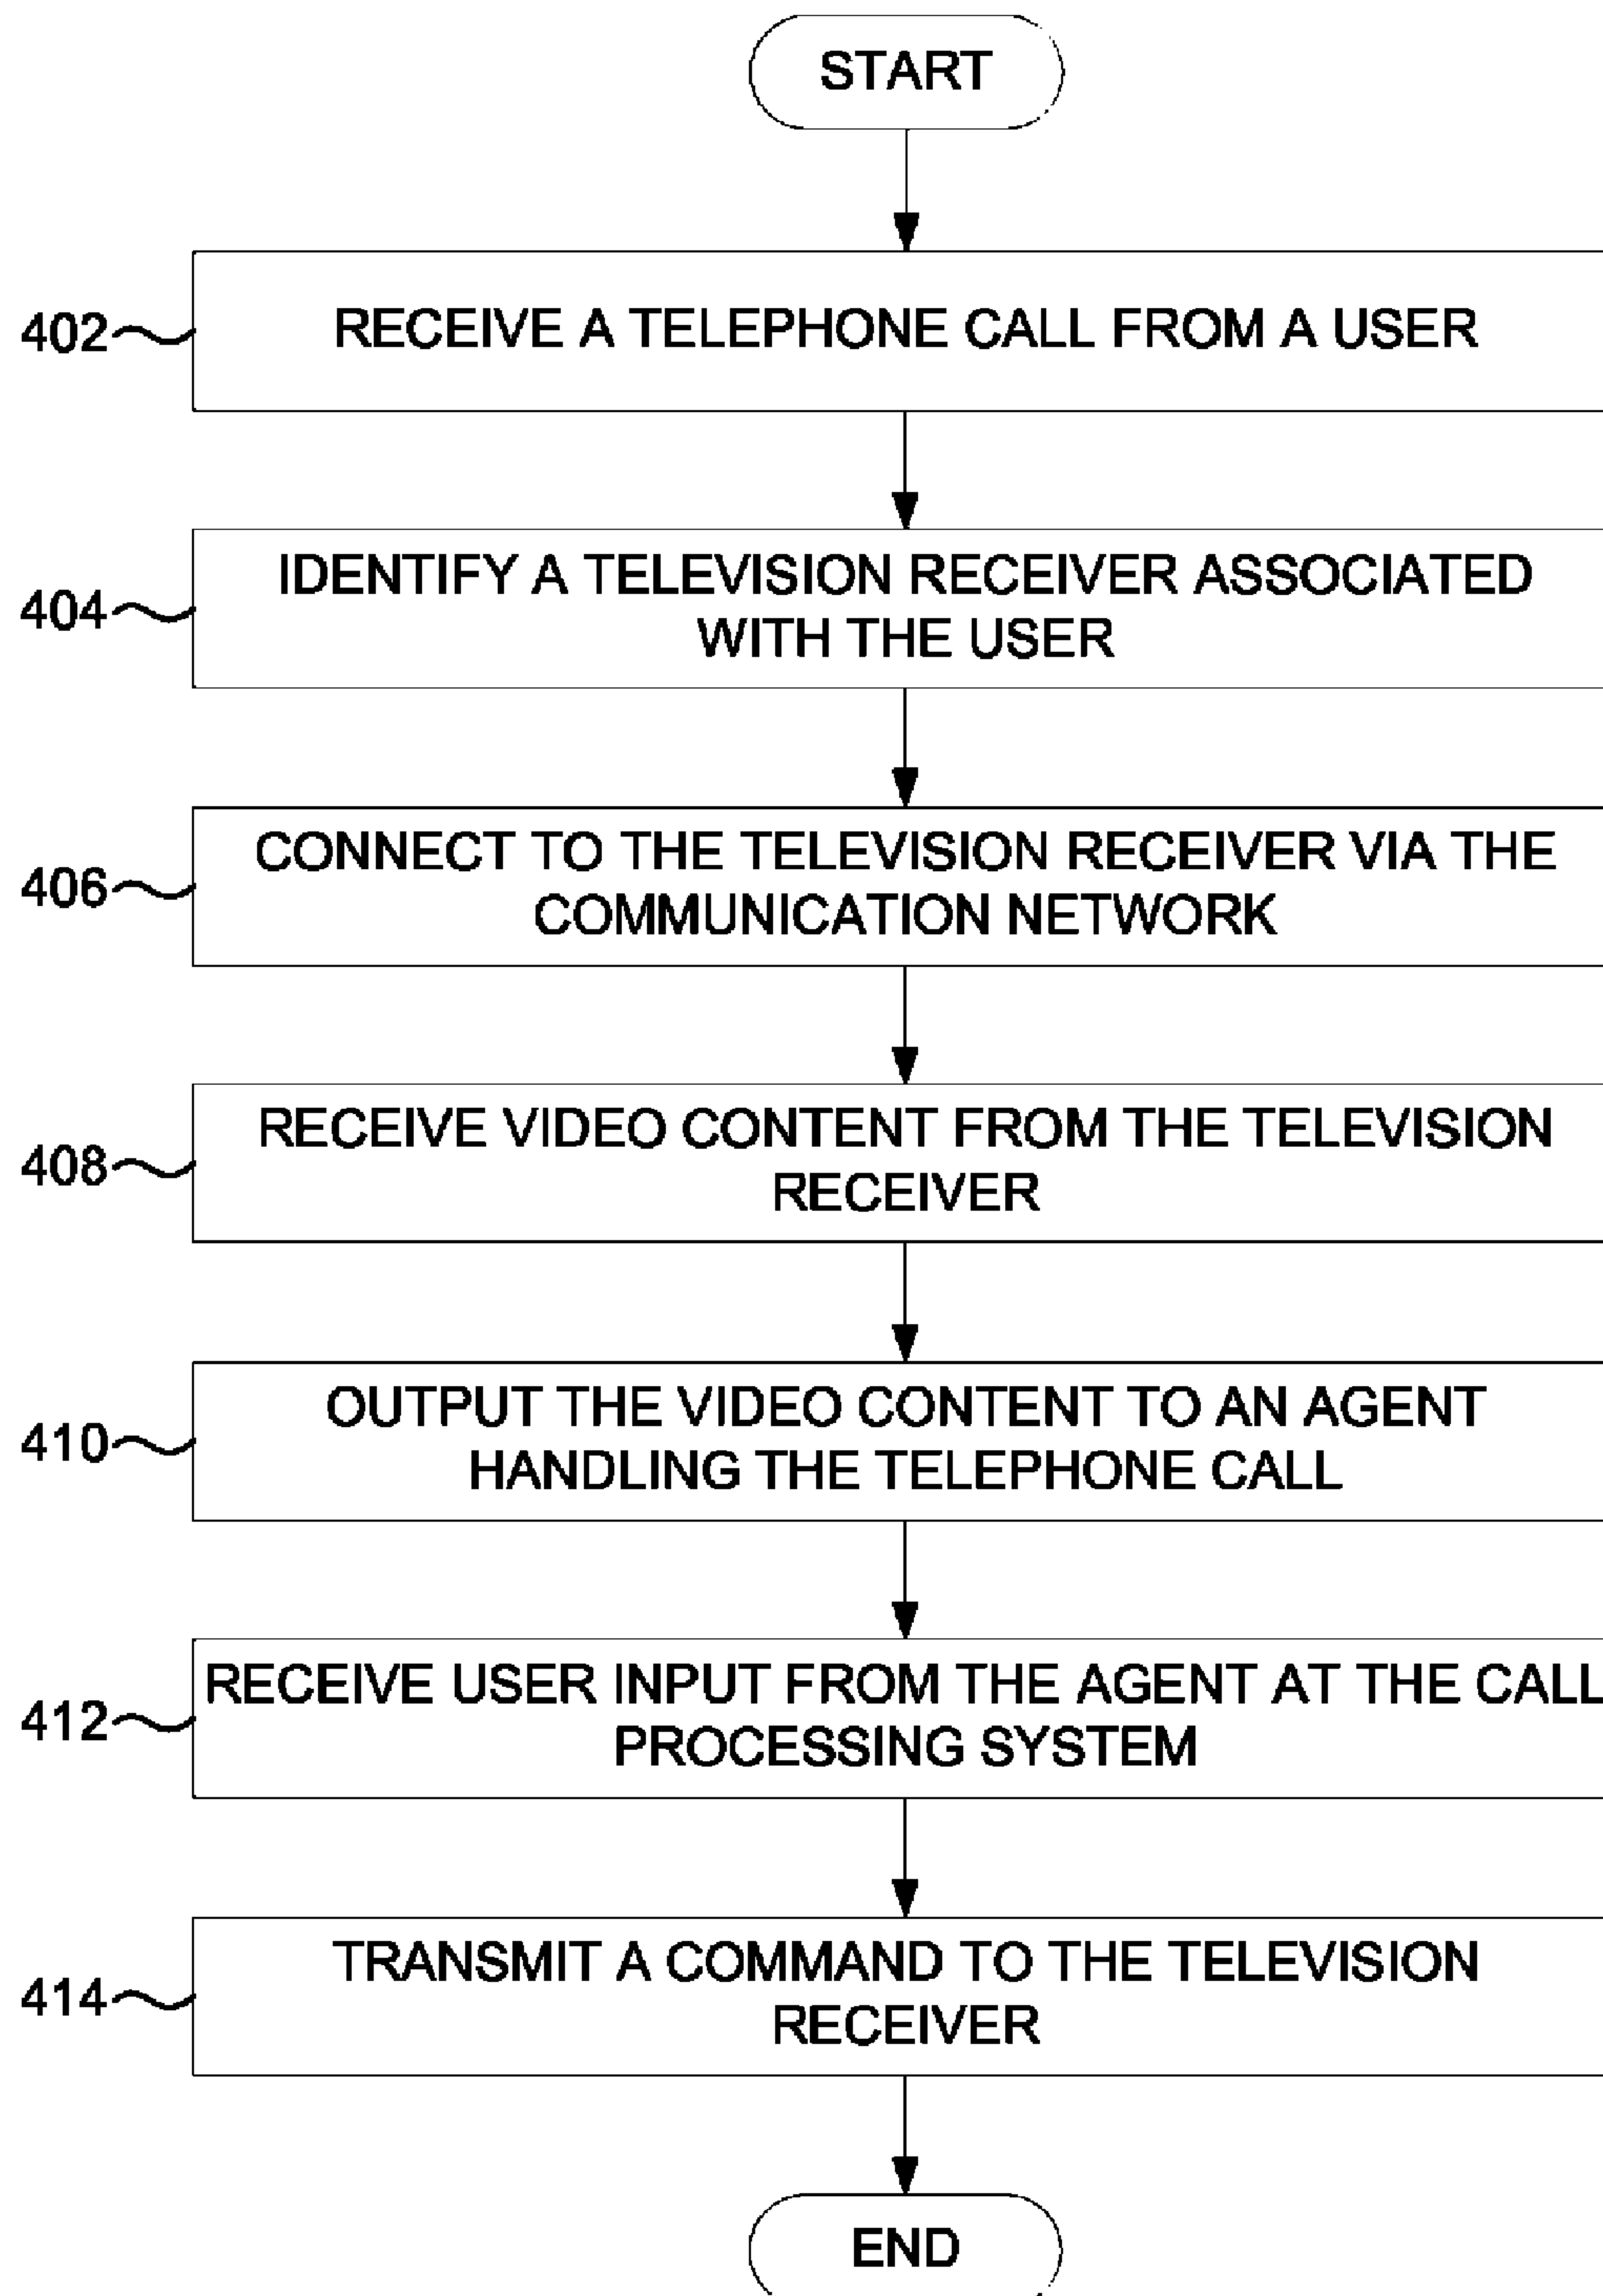 START
402
RECEIVE A TELEPHONE CALL FROM A USER
404
IDENTIFY A TELEVISION RECEIVER ASSOCIATED
WITH THE USER
406
CONNECT TO THE TELEVISION RECEIVER VIA THE
COMMUNICATION NETWORK
408
RECEIVE VIDEO CONTENT FROM THE TELEVISION
RECEIVER
410
OUTPUT THE VIDEO CONTENT TO AN AGENT
HANDLING THE TELEPHONE CALL
412
RECEIVE USER INPUT FROM THE AGENT AT THE CALL
PROCESSING SYSTEM
414
TRANSMIT A COMMAND TO THE TELEVISION
RECEIVER
END